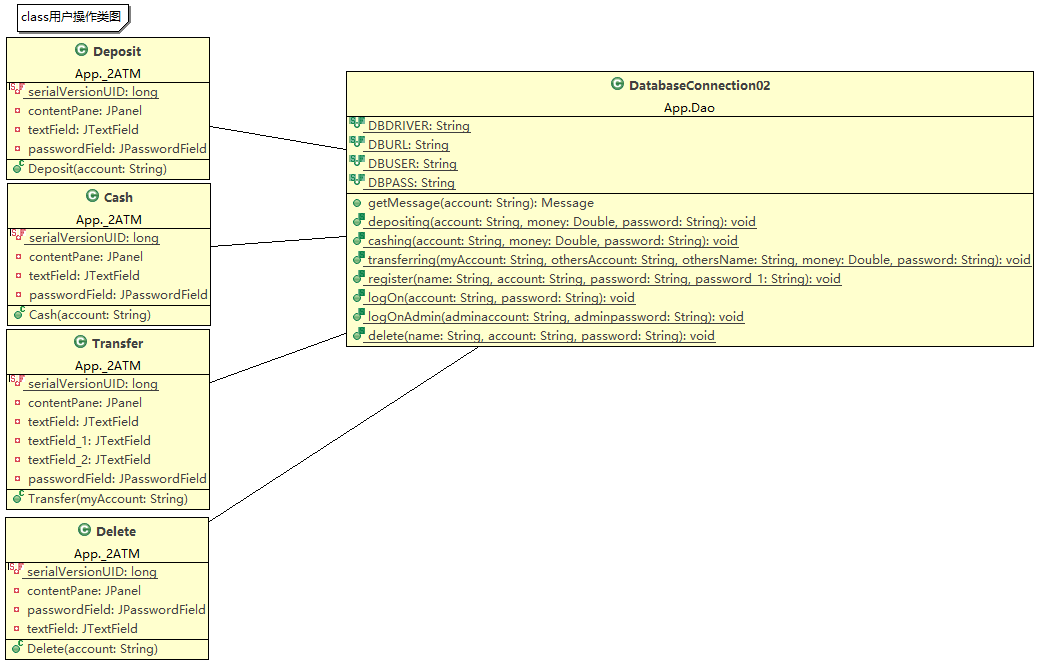 class用户操作类图
Deposit
App._2ATM
serialVersionUID: long
contentPane: JPanel
textField: JTextField
passwordField: JPasswordField
Deposit(account: String)
Cash
App._2ATM
serialVersionUID: long
contentPane: JPanel
textField: JTextField
passwordField: JPasswordField
Cash(account: String)
Transfer
App._2ATM
serialVersionUID: long
contentPane: JPanel
textField: JTextField
textField_1: JTextField
textField_2: JTextField
passwordField: JPasswordField
Transfer(myAccount: String)
Delete
App._2ATM
serialVersionUID: long
contentPane: JPanel
passwordField: JPasswordField
textField: JTextField
Delete(account: String)
DatabaseConnection02
App.Dao
DBDRIVER: String
DBURL: String
DBUSER: String
DBPASS: String
getMessage(account: String): Message
depositing(account: String, money: Double, password: String): void
cashing(account: String, money: Double, password: String): void
transferring(myAccount: String, othersAccount: String, othersName: String, money: Double, password: String): void
register(name: String, account: String, password: String, password_1: String): void
logOn(account: String, password: String): void
logOnAdmin(adminaccount: String, adminpassword: String): void
delete(name: String, account: String, password: String): void